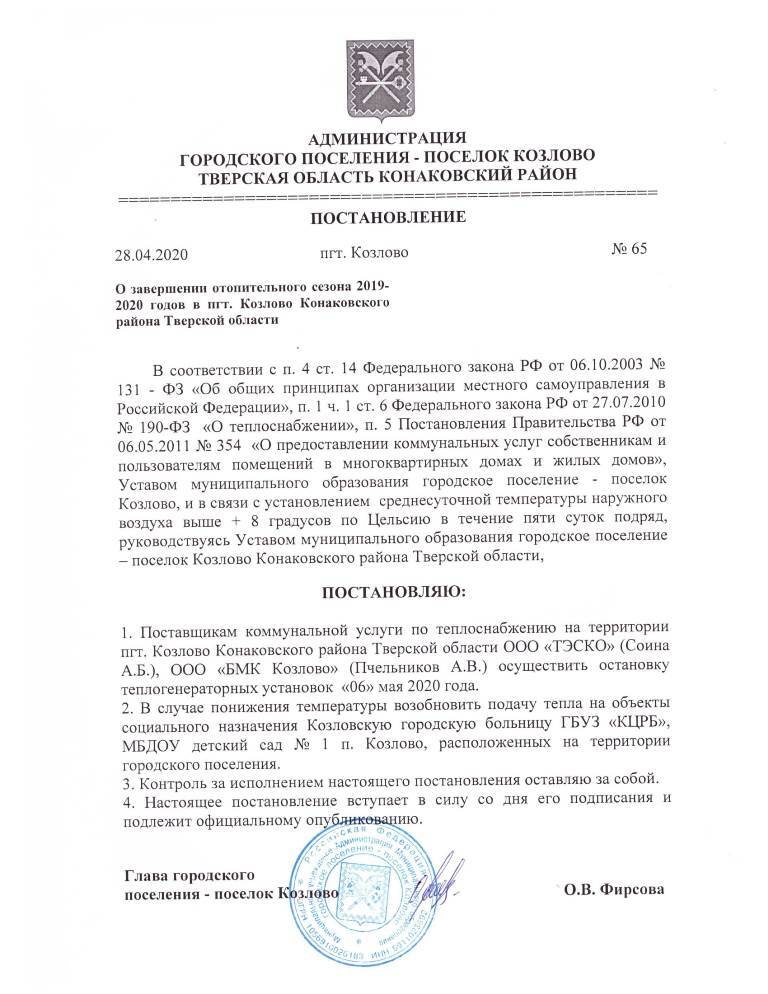 АДМИНИСТРАЦИЯ
ГОРОДСКОГО ПОСЕЛЕНИЯ - ПОСЕЛОК КОЗЛОВО
ТВЕРСКАЯ ОБЛАСТЬ КОНАКОВСКИЙ РАЙОН
ПОСТАНОВЛЕНИЕ
28.04.2020 пгт. Козлово № 65
О завершении отопительного сезона 2019-
2020 годов в пгт. Козлово Конаковского
района Тверской области
В соответствии с п. 4 ст. 14 Федерального закона РФ от 06.10.2003 №
131 - ФЗ «Об общих принципах организации местного самоуправления в
Российской Федерации», п. 1 ч. 1 ст. 6 Федерального закона РФ от 27.07.2010
№ 190-ФЗ «О теплоснабжении», п. 5 Постановления Правительства РФ от
06.05.2011 № 354 «О предоставлении коммунальных услуг собственникам и
пользователям помещений в многоквартирных домах и жилых домов»,
Уставом муниципального образования городское поселение - поселок
Козлово, и в связи с установлением среднесуточной температуры наружного
воздуха выше + 8 градусов по Цельсию в течение пяти суток подряд,
руководствуясь Уставом муниципального образования городское поселение
– поселок Козлово Конаковского района Тверской области,
ПОСТАНОВЛЯЮ:
1. Поставщикам коммунальной услуги по теплоснабжению на территории
пгт. Козлово Конаковского района Тверской области ООО «ТЭСКО» (Соина
А.Б.), ООО «БМК Козлово» (Пчельников А.В.) осуществить остановку
теплогенераторных установок «06» мая 2020 года.
2. В случае понижения температуры возобновить подачу тепла на объекты
социального назначения Козловскую городскую больницу ГБУЗ «КЦРБ»,
МБДОУ детский сад № 1 п. Козлово, расположенных на территории
городского поселения.
3. Контроль за исполнением настоящего постановления оставляю за собой.
4. Настоящее постановление вступает в силу со дня его подписания и
подлежит официальному опубликованию.
Глава городского
поселения - поселок Козлово О.В. Фирсова
Российская Федерация